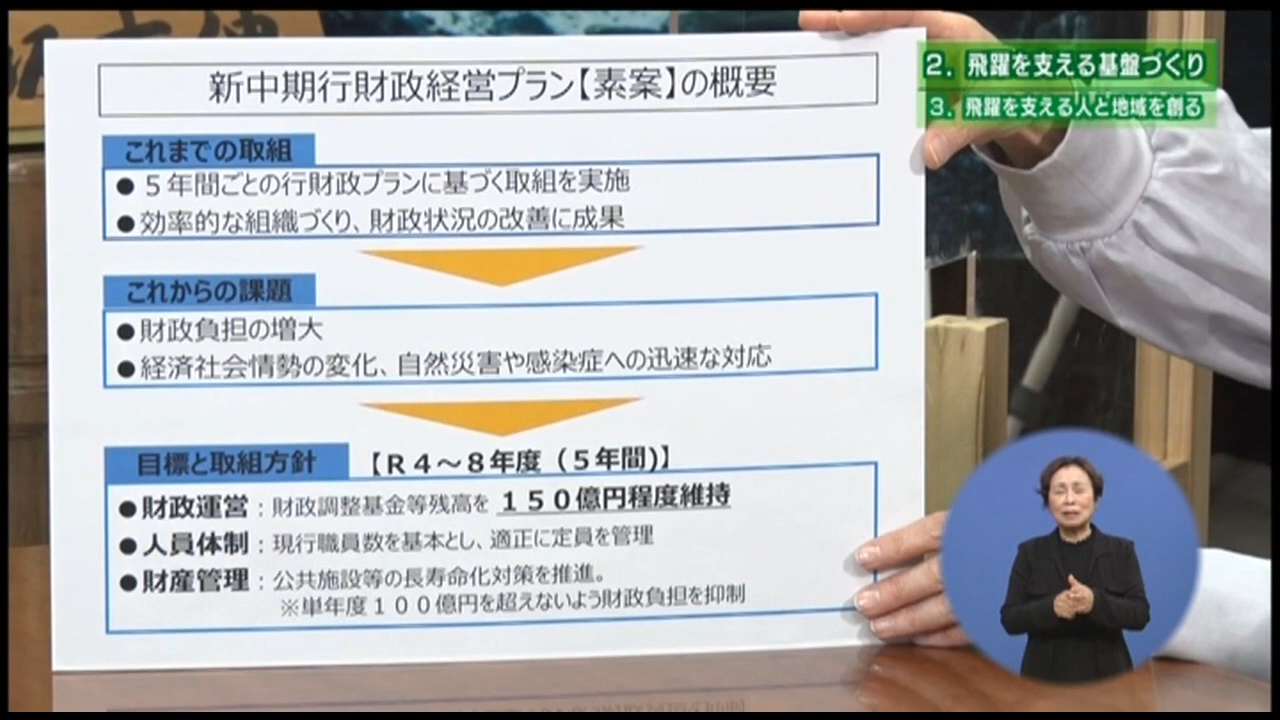 新中期行財政経営プラン【素案】の概要
これまでの取組
●５年間ごとの行財政プランに基づく取組を実施
●効率的な組織づくり、財政状況の改善に成果
これからの課題
●財政負担の増大
●経済社会情勢の変化、自然災害や感染症への迅速な対応
目標と取組方針 【Ｒ４～８年度（５年間)】
●財政運営：財政調整基金等残高を １５０億円程度維持
●人員体制：現行職員数を基本とし、適正に定員を管理
●財産管理：公共施設等の長寿命化対策を推進。
※単年度１００億円を超えないよう財政負担を抑制
２．飛躍を支える基盤づくり
３．飛躍を支える人と地域を創る